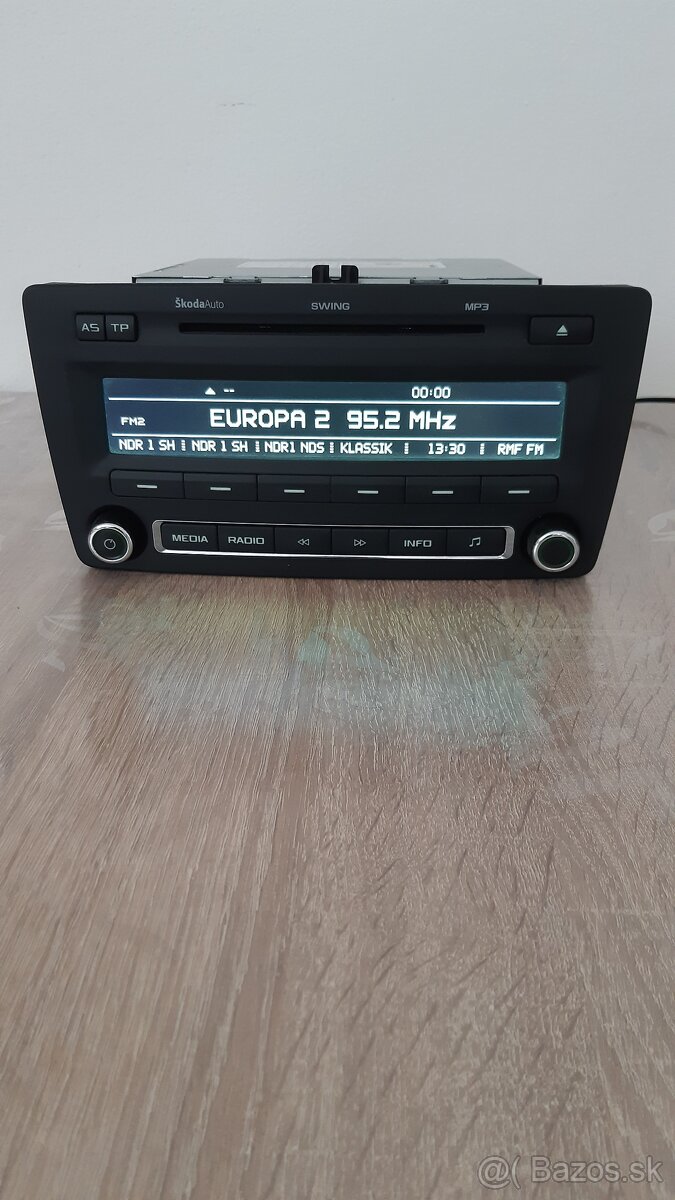 ŠkodaAuto SWING MP3
AS TP
-- 00:00
FM2 EUROPA 2 95.2 MHz
NDR 1 SH NDR 1 SH NDR1 NDS KLASSIK 13:30 RMF FM
MEDIA RADIO INFO
@( Bazos.sk